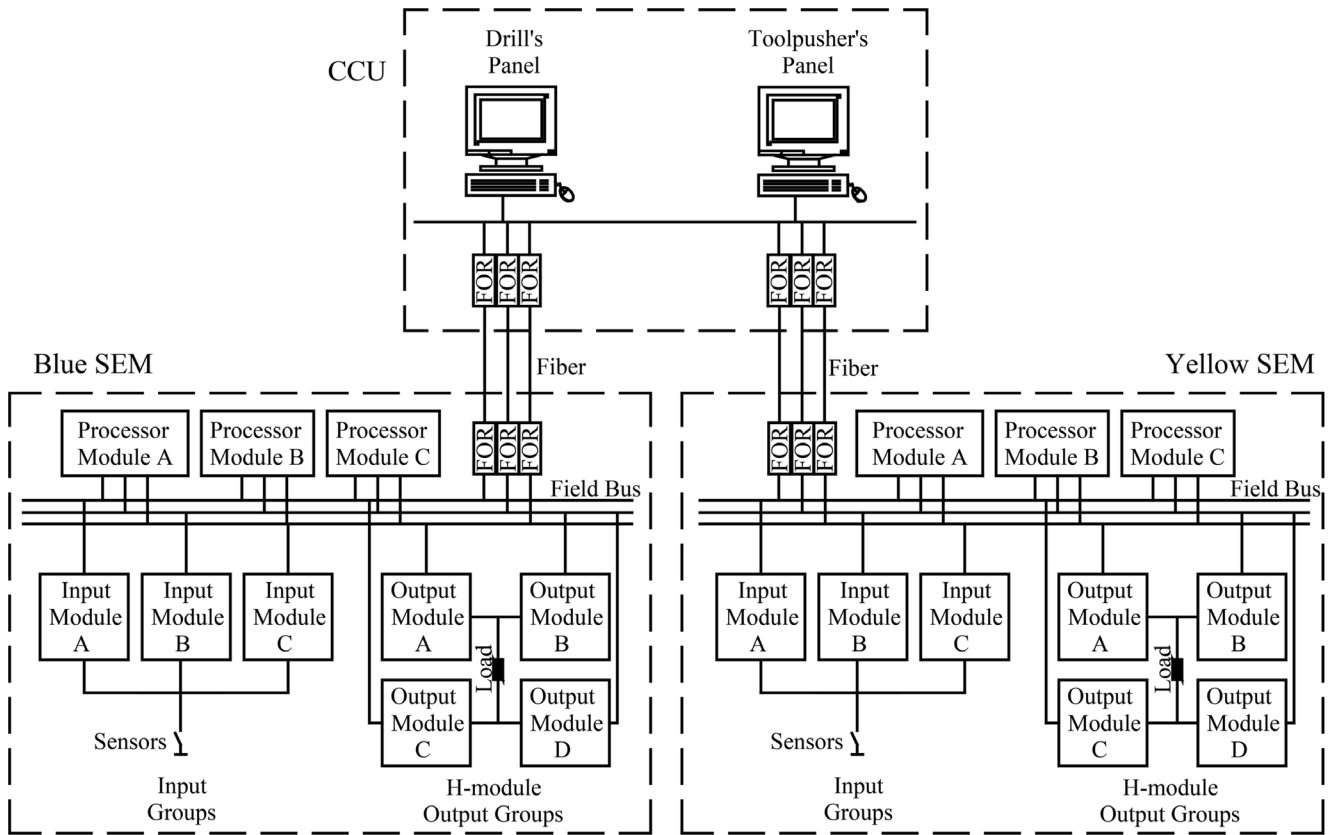 CCU
Drill's
Panel
Toolpusher's
Panel
FOR
FOR
FOR
FOR
FOR
FOR
Fiber
Fiber
Blue SEM
Processor
Module A
Processor
Module B
Processor
Module C
FOR
FOR
FOR
Field Bus
Input
Module
A
Input
Module
B
Input
Module
C
Output
Module
A
Output
Module
B
Load
Output
Module
C
Output
Module
D
Sensors
Input
Groups
H-module
Output Groups
Yellow SEM
FOR
FOR
FOR
Processor
Module A
Processor
Module B
Processor
Module C
Field Bus
Input
Module
A
Input
Module
B
Input
Module
C
Output
Module
A
Output
Module
B
Load
Output
Module
C
Output
Module
D
Sensors
Input
Groups
H-module
Output Groups